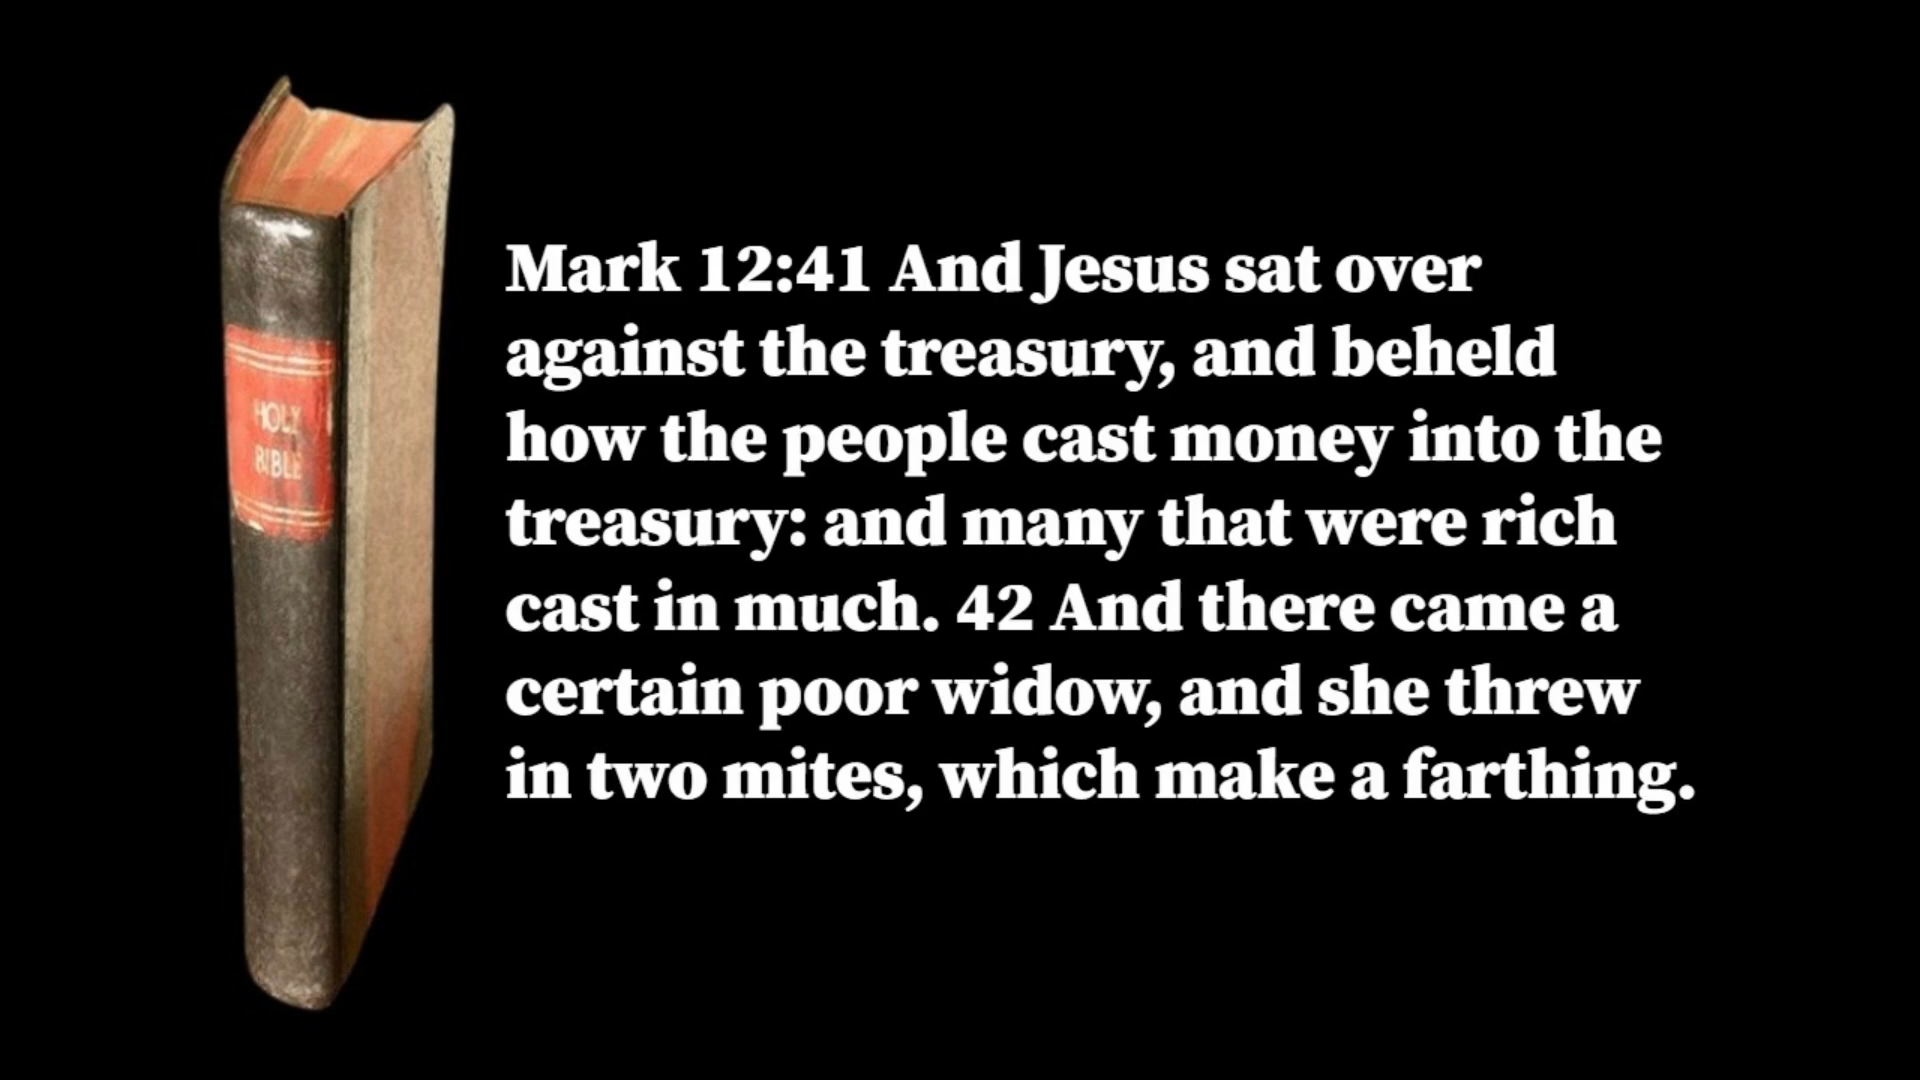 HOLY
BIBLE
Mark 12:41 And Jesus sat over
against the treasury, and beheld
how the people cast money into the
treasury: and many that were rich
cast in much. 42 And there came a
certain poor widow, and she threw
in two mites, which make a farthing.